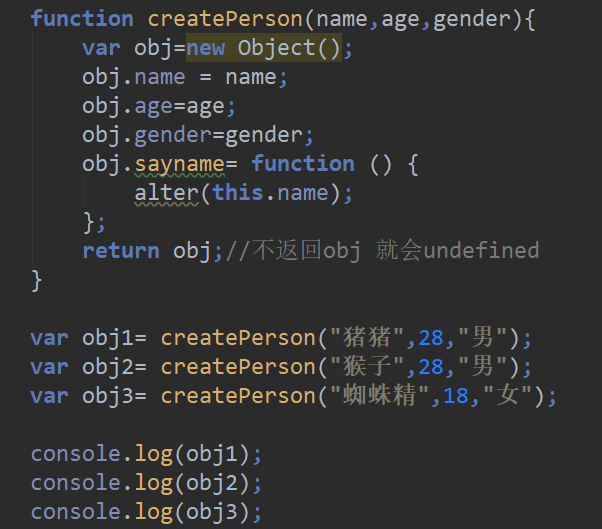 function createPerson(name,age,gender){
    var obj=new Object();
    obj.name = name;
    obj.age=age;
    obj.gender=gender;
    obj.sayname= function () {
        alter(this.name);
    };
    return obj;//不返回obj 就会undefined
}
var obj1= createPerson("猪猪",28,"男");
var obj2= createPerson("猴子",28,"男");
var obj3= createPerson("蜘蛛精",18,"女");
console.log(obj1);
console.log(obj2);
console.log(obj3);